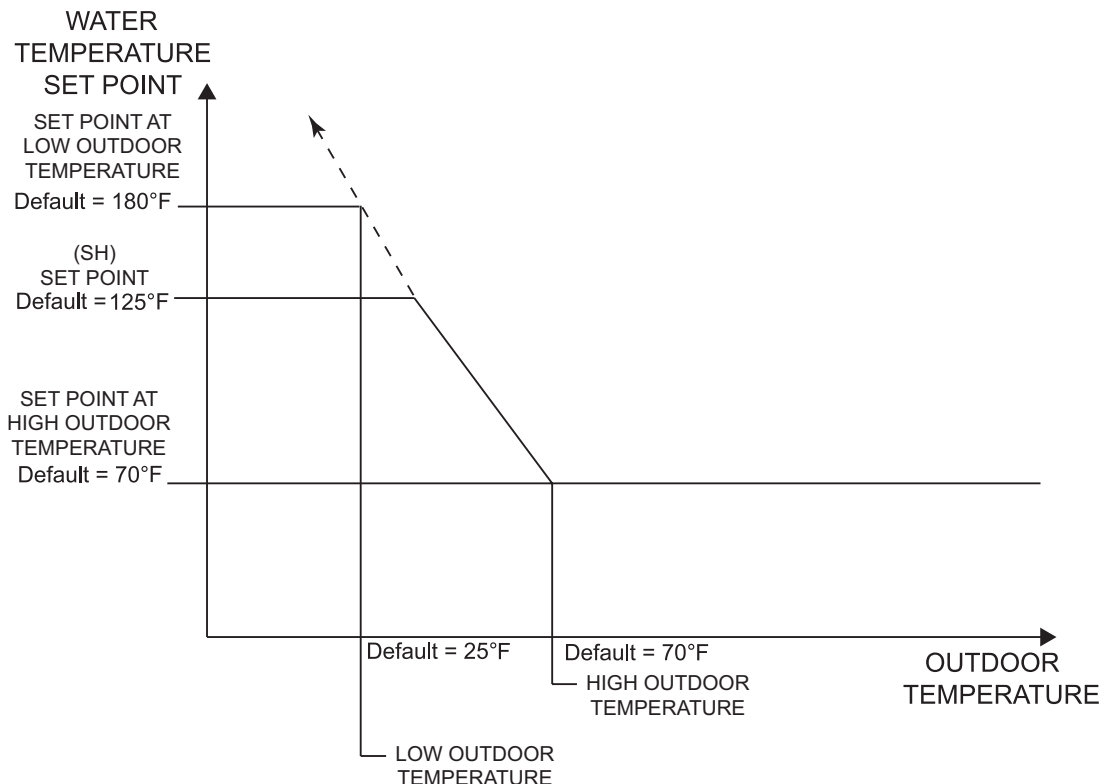 WATER
TEMPERATURE
SET POINT
SET POINT AT
LOW OUTDOOR
TEMPERATURE
Default = 180°F
(SH)
SET POINT
Default = 125°F
SET POINT AT
HIGH OUTDOOR
TEMPERATURE
Default = 70°F
Default = 25°F
Default = 70°F
OUTDOOR
TEMPERATURE
HIGH OUTDOOR
TEMPERATURE
LOW OUTDOOR
TEMPERATURE